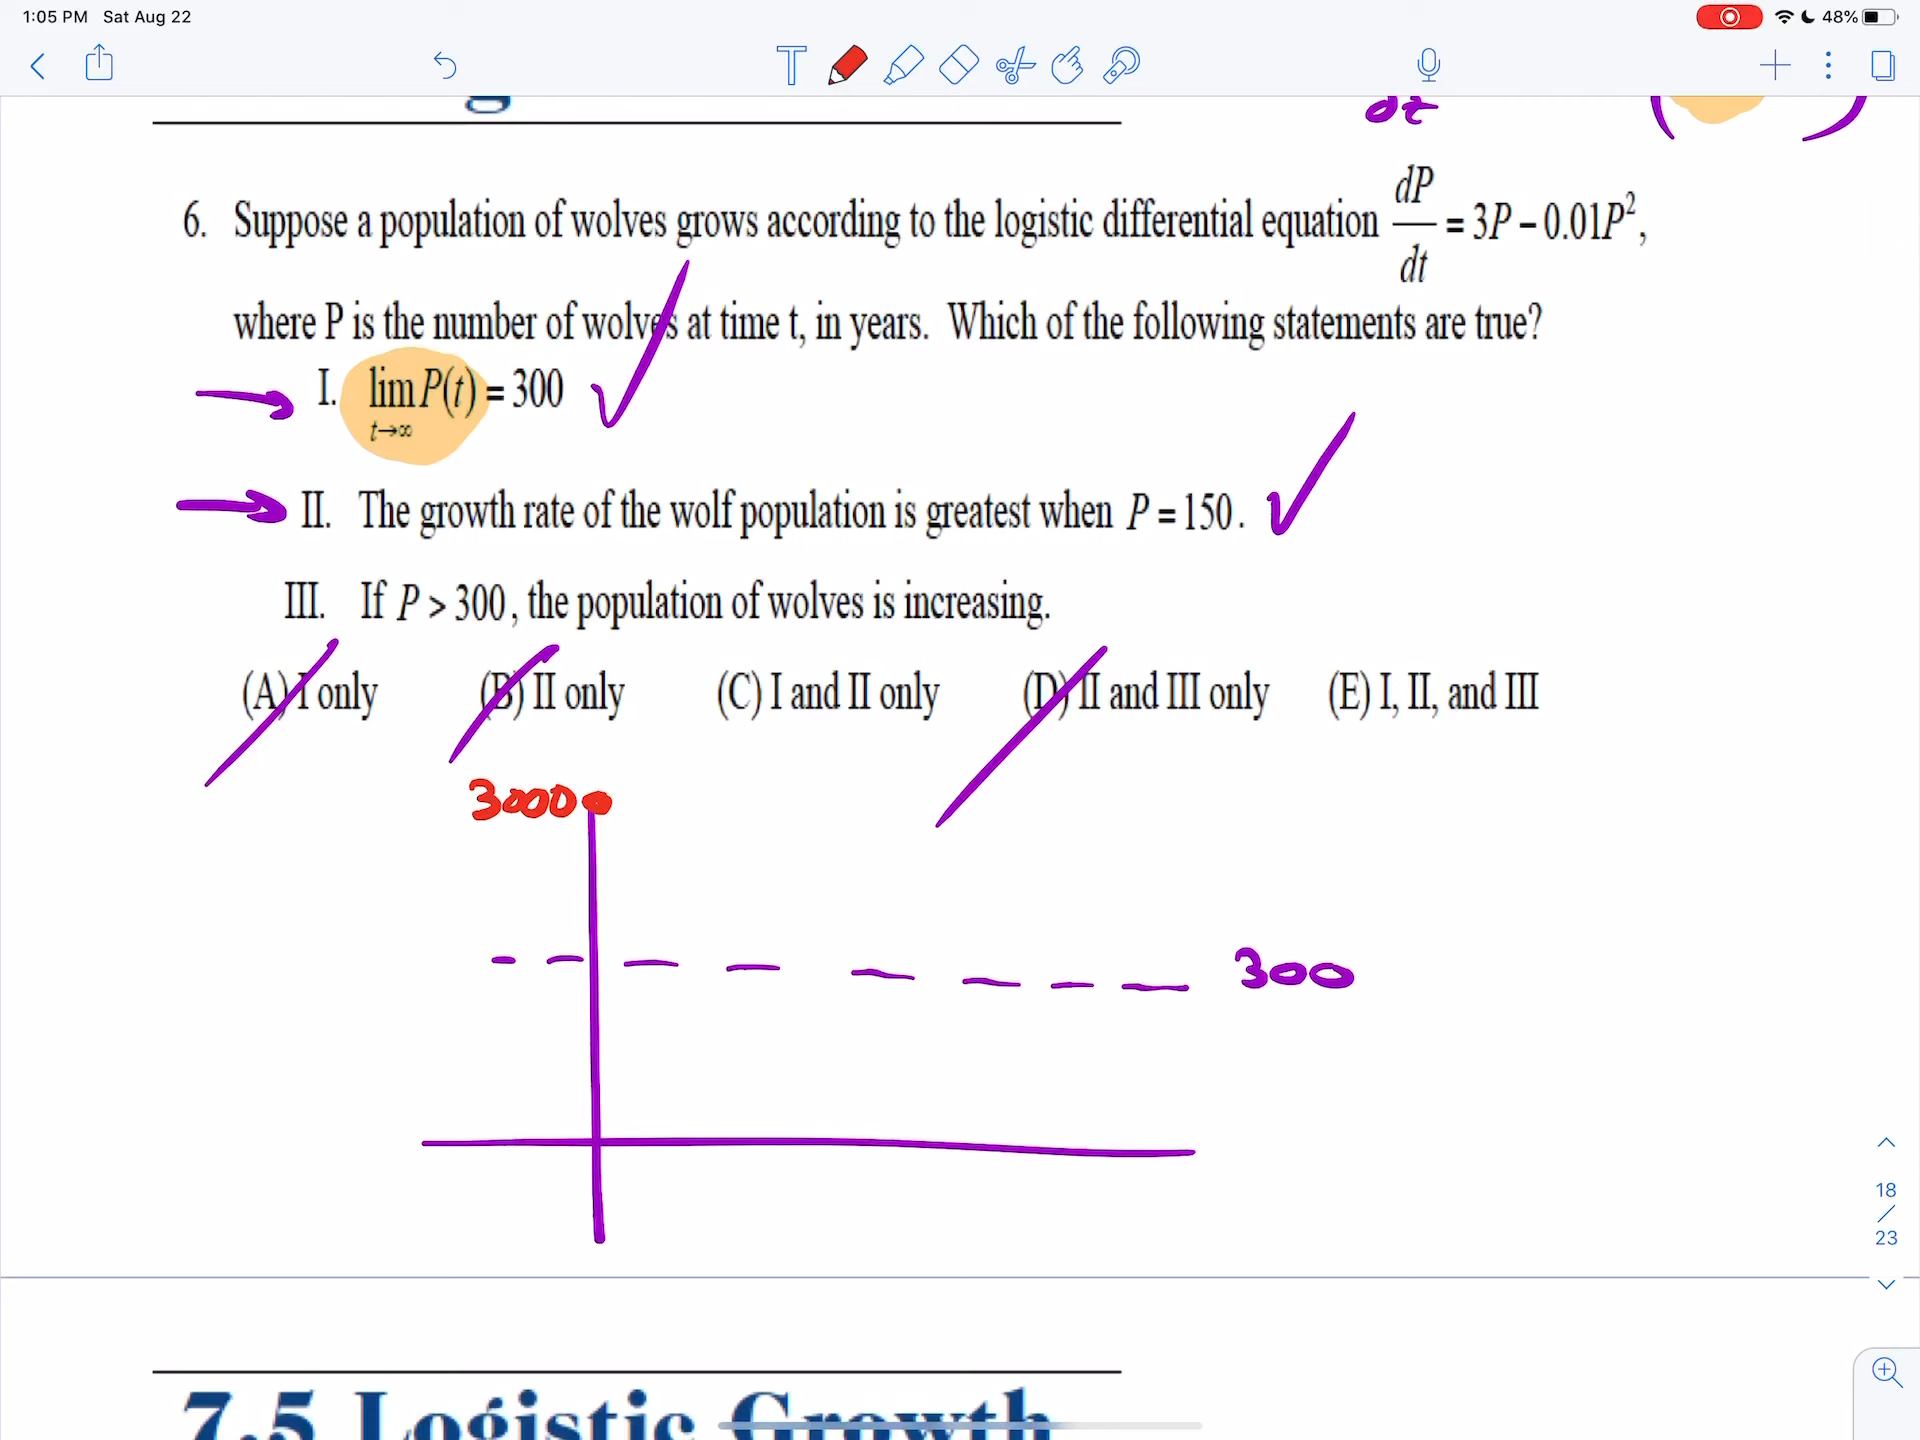 1:05 PM Sat Aug 22
48%
dt
6. Suppose a population of wolves grows according to the logistic differential equation dP/dt = 3P – 0.01P²,
where P is the number of wolves at time t, in years. Which of the following statements are true?
I. lim t→∞ P(t) = 300
II. The growth rate of the wolf population is greatest when P = 150.
III. If P > 300, the population of wolves is increasing.
(A) I only (B) II only (C) I and II only (D) II and III only (E) I, II, and III
3000
300
18
/
23
7.5 Logistic Growth